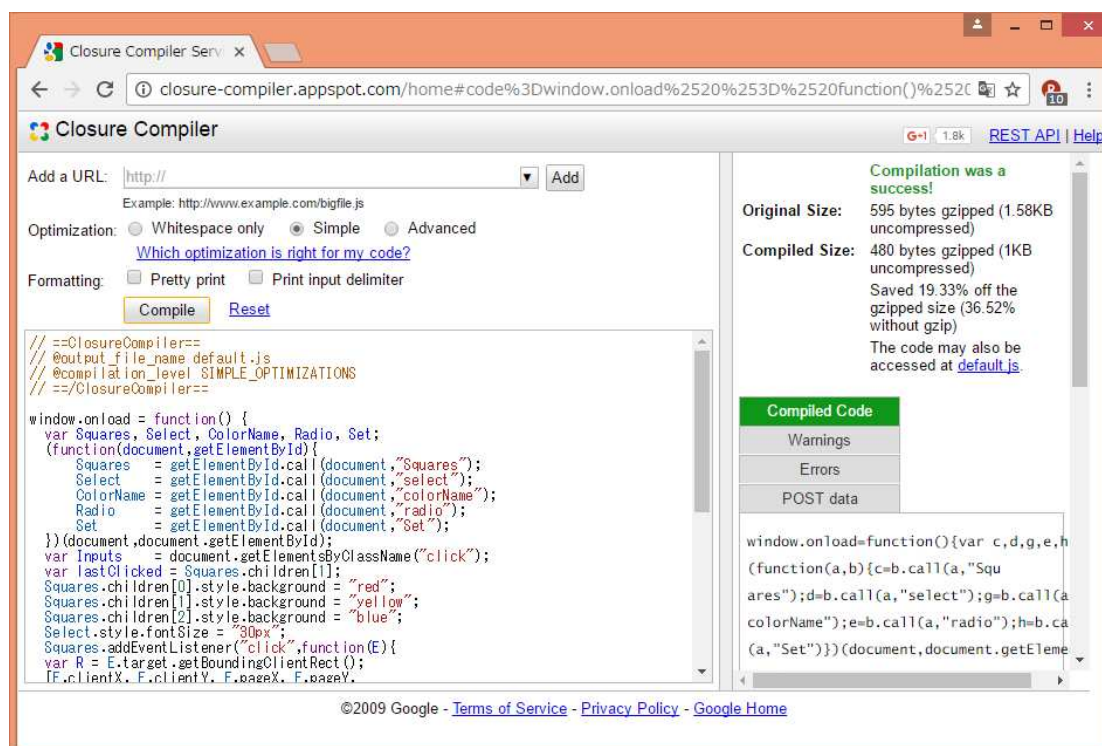 Closure Compiler Serv
closure-compiler.appspot.com/home#code%3Dwindow.onload%2520%253D%2520function()%252(
10
Closure Compiler
G+1 1.8k REST API | Help
Add a URL: http:// Add
Example: http://www.example.com/bigfile.js
Optimization: Whitespace only Simple Advanced
Which optimization is right for my code?
Formatting: Pretty print Print input delimiter
Compile Reset
// ==ClosureCompiler==
// @output_file_name default.js
// @compilation_level SIMPLE_OPTIMIZATIONS
// ==/ClosureCompiler==
window.onload = function() {
var Squares, Select, ColorName, Radio, Set;
(function(document,getElementById){
Squares = getElementById.call(document,"Squares");
Select = getElementById.call(document,"select");
ColorName = getElementById.call(document,"colorName");
Radio = getElementById.call(document,"radio");
Set = getElementById.call(document,"Set");
})(document,document.getElementById);
var Inputs = document.getElementsByClassName("click");
var lastClicked = Squares.children[1];
Squares.children[0].style.background = "red";
Squares.children[1].style.background = "yellow";
Squares.children[2].style.background = "blue";
Select.style.fontSize = "30px";
Squares.addEventListener("click",function(E){
var R = E.target.getBoundingClientRect();
[E.clientX, E.clientY, E.pageX, E.pageY,
Compilation was a
success!
Original Size: 595 bytes gzipped (1.58KB
uncompressed)
Compiled Size: 480 bytes gzipped (1KB
uncompressed)
Saved 19.33% off the
gzipped size (36.52%
without gzip)
The code may also be
accessed at default.js.
Compiled Code
Warnings
Errors
POST data
window.onload=function(){var c,d,g,e,h
(function(a,b){c=b.call(a,"Squ
ares");d=b.call(a,"select");g=b.call(a
colorName");e=b.call(a,"radio");h=b.ca
(a,"Set")})(document,document.getEleme
©2009 Google - Terms of Service - Privacy Policy - Google Home